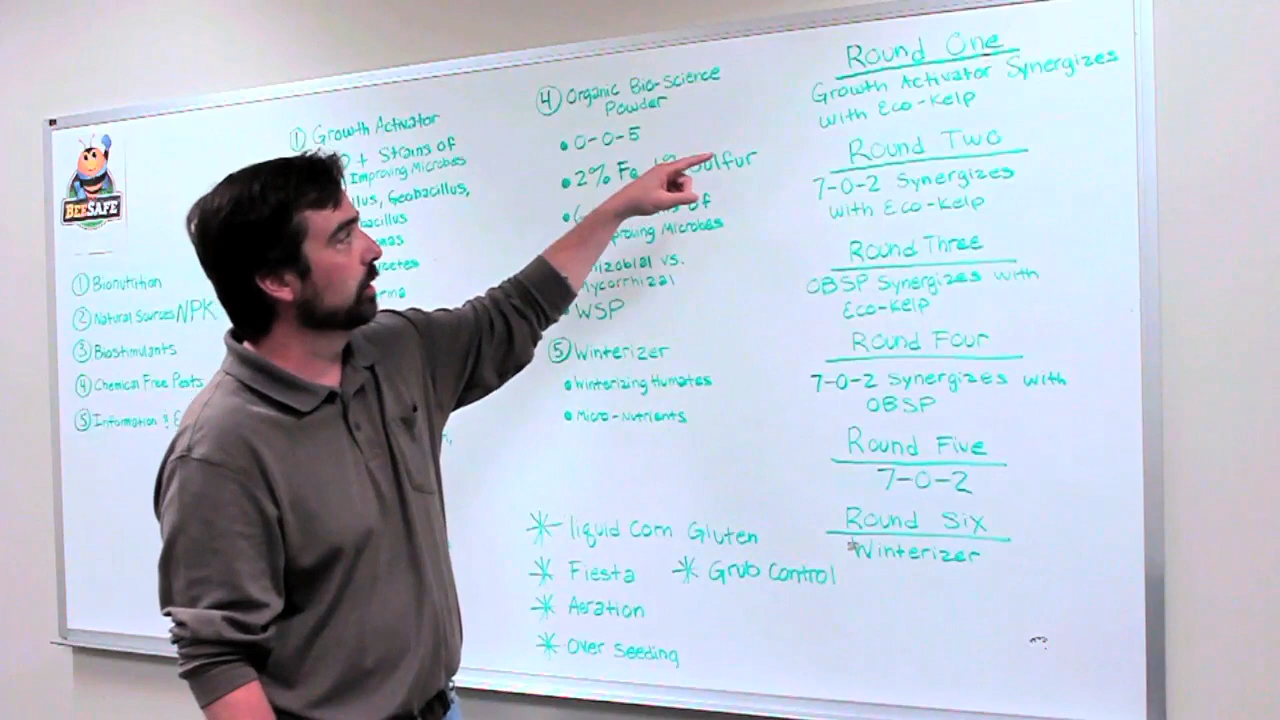 BEESAFE
① Bionutrition
② Natural Sources NPK
③ Biostimulants
④ Chemical Free Pests
⑤ Information &
① Growth Activator
+ Strains of
Improving Microbes
Geobacillus,
④ Organic Bio-Science
Powder
• 0-0-5
• 2% Fe
Microbes
vs.
• WSP
⑤ Winterizer
• Winterizing Humates
• Micro-Nutrients
* liquid Corn Gluten
* Fiesta * Grub Control
* Aeration
* Over Seeding
Round One
Growth Activator Synergizes
with Eco-Kelp
Round Two
7-0-2 Synergizes
with Eco-Kelp
Round Three
OBSP Synergizes with
Eco-Kelp
Round Four
7-0-2 Synergizes with
OBSP
Round Five
7-0-2
Round Six
*Winterizer